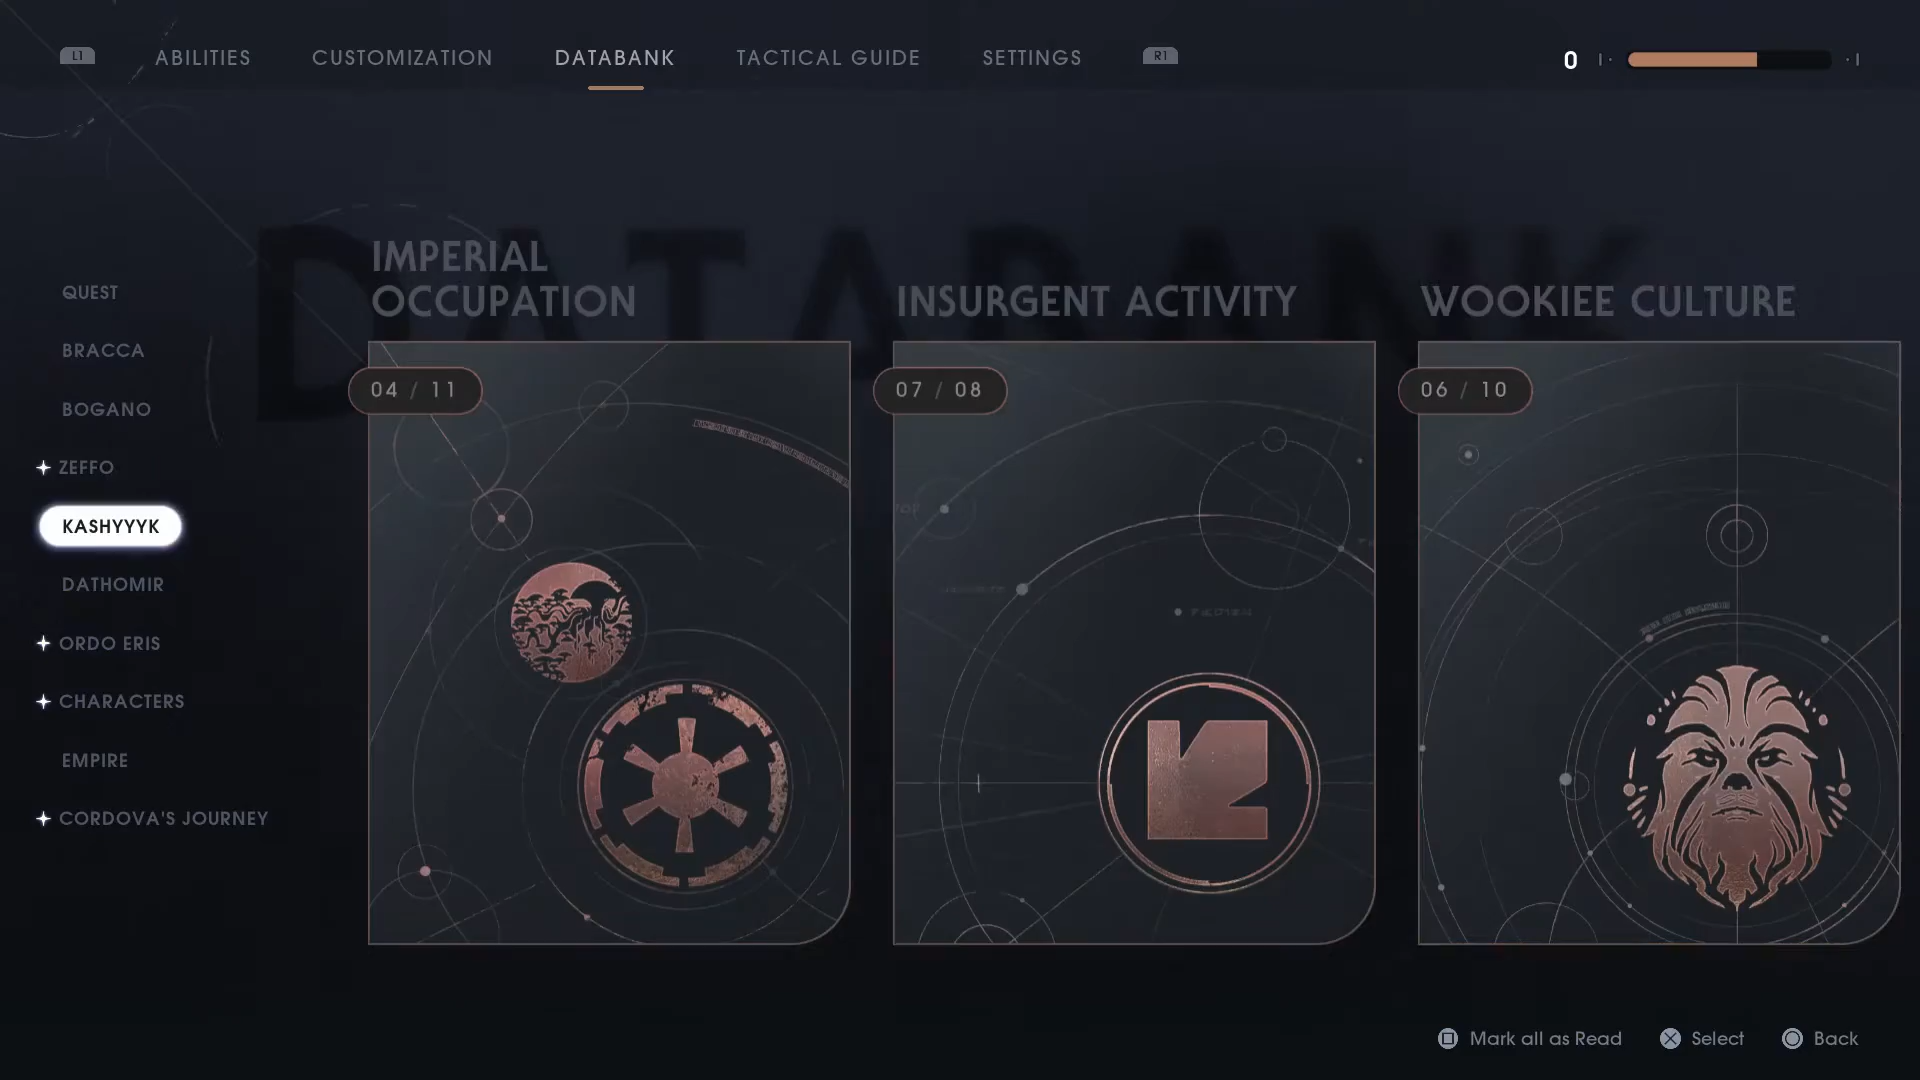 L1 ABILITIES CUSTOMIZATION DATABANK TACTICAL GUIDE SETTINGS R1 0
DATABANK
QUEST
BRACCA
BOGANO
ZEFFO
KASHYYYK
DATHOMIR
ORDO ERIS
CHARACTERS
EMPIRE
CORDOVA'S JOURNEY
IMPERIAL
OCCUPATION
04 / 11
INSURGENT ACTIVITY
07 / 08
WOOKIEE CULTURE
06 / 10
Mark all as Read Select Back